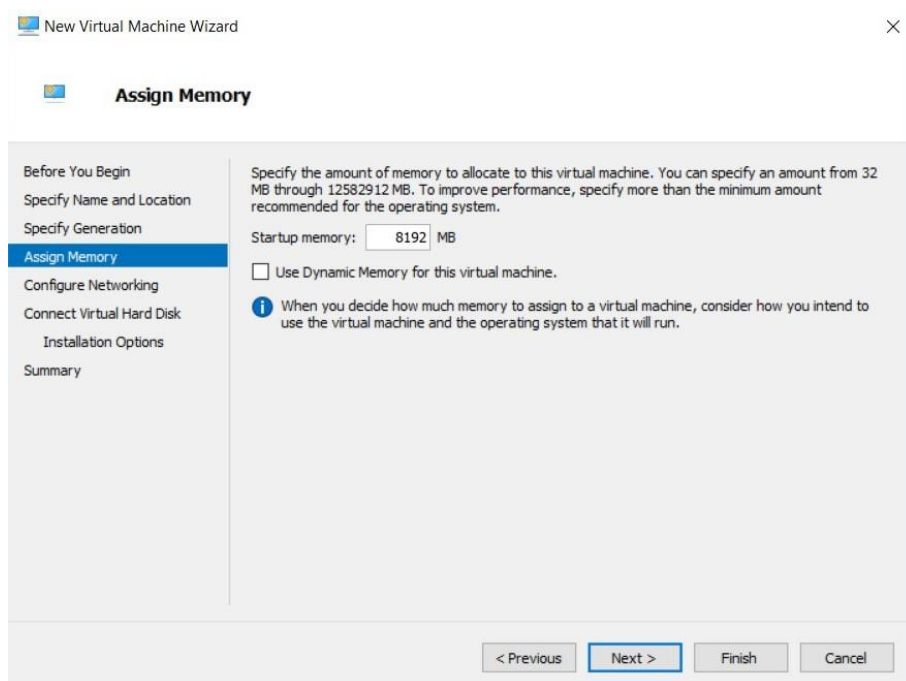 New Virtual Machine Wizard
Assign Memory
Before You Begin
Specify Name and Location
Specify Generation
Assign Memory
Configure Networking
Connect Virtual Hard Disk
Installation Options
Summary
Specify the amount of memory to allocate to this virtual machine. You can specify an amount from 32
MB through 12582912 MB. To improve performance, specify more than the minimum amount
recommended for the operating system.
Startup memory: 8192 MB
Use Dynamic Memory for this virtual machine.
When you decide how much memory to assign to a virtual machine, consider how you intend to
use the virtual machine and the operating system that it will run.
< Previous Next > Finish Cancel